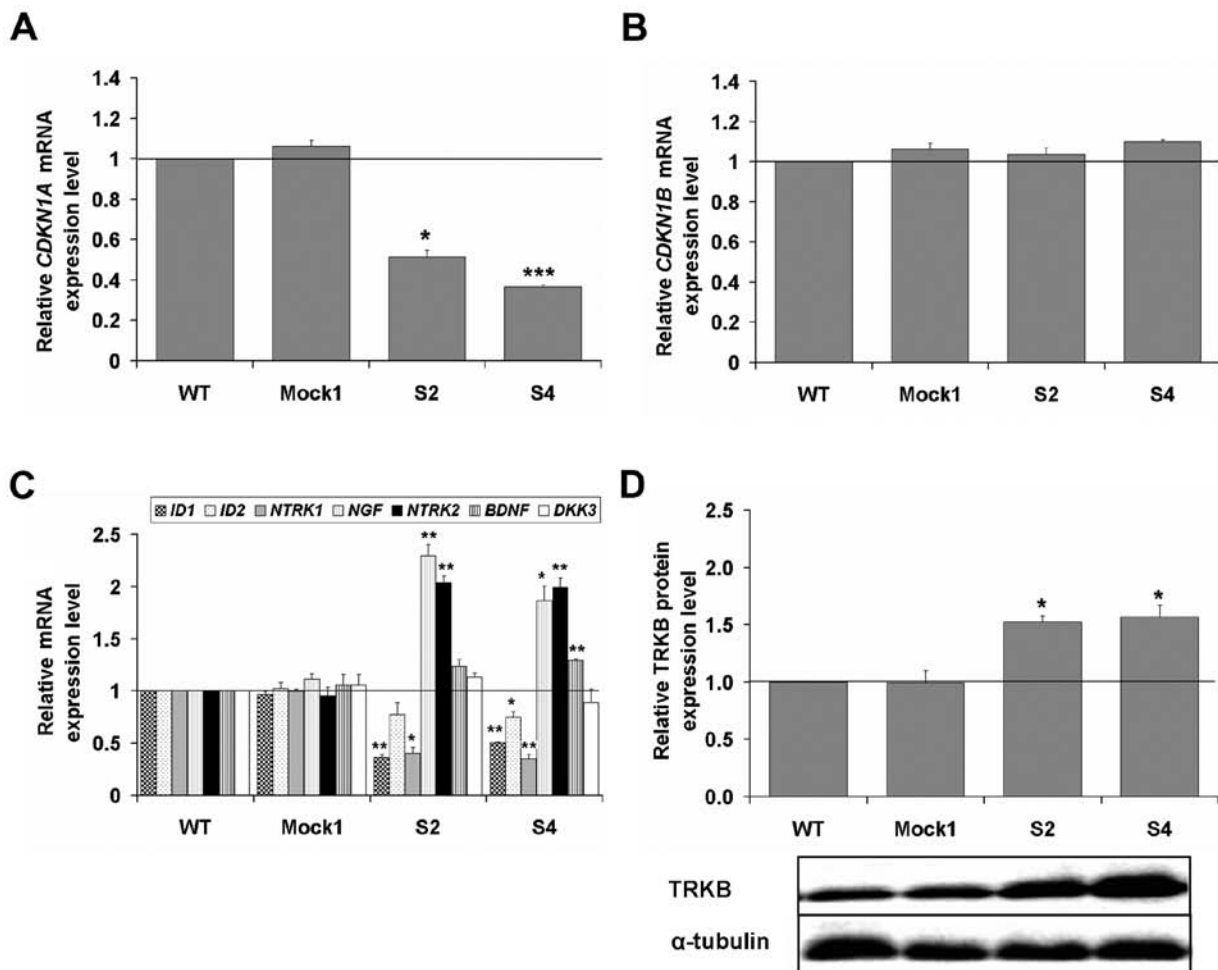 A
Relative CDKN1A mRNA
expression level
1.4
1.2
1
0.8
0.6
0.4
0.2
0
*
***
WT Mock1 S2 S4
B
Relative CDKN1B mRNA
expression level
1.4
1.2
1
0.8
0.6
0.4
0.2
0
WT Mock1 S2 S4
C
ID1 ID2 NTRK1 NGF NTRK2 BDNF DKK3
Relative mRNA
expression level
2.5
2
1.5
1
0.5
0
** * ** **
** * ** * ** **
WT Mock1 S2 S4
D
Relative TRKB protein
expression level
2.5
2.0
1.5
1.0
0.5
0.0
* *
WT Mock1 S2 S4
TRKB
α-tubulin